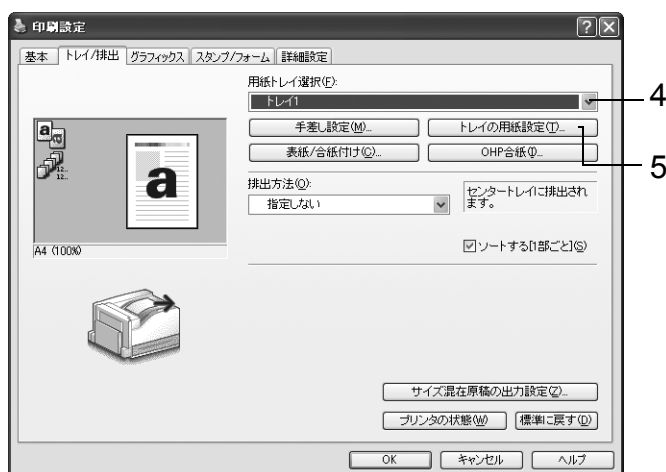 印刷設定
基本 トレイ/排出 グラフィックス スタンプ/フォーム 詳細設定
用紙トレイ選択(F):
トレイ1
4
手差し設定(M)... トレイの用紙設定(T)...
表紙/合紙付け(C)... OHP合紙(I)...
5
排出方法(O):
指定しない
センタートレイに排出され
ます。
ソートする[1部ごと](S)
a
a
12..
12..
A4 (100%)
サイズ混在原稿の出力設定(Z)...
プリンタの状態(W) 標準に戻す(D)
OK キャンセル ヘルプ